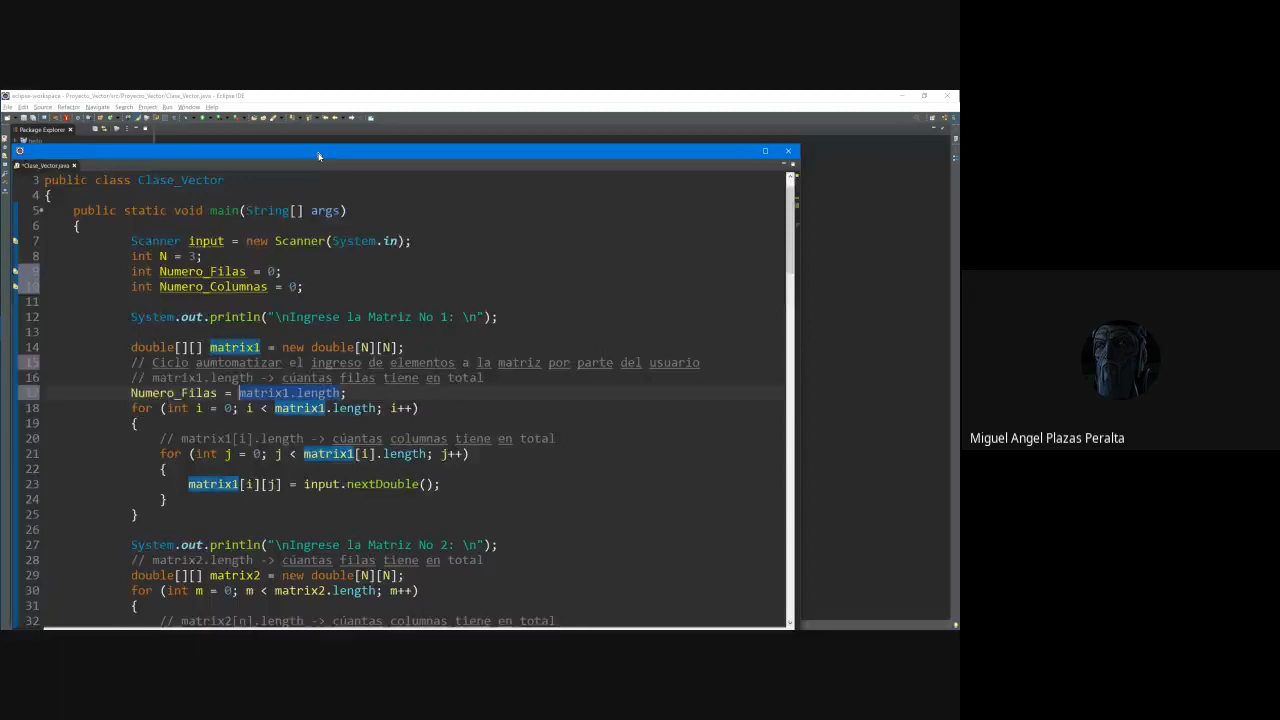 eclipse-workspace - Proyecto_Vector/src/Proyecto_Vector/Clase_Vector.java - Eclipse IDE
File Edit Source Refactor Navigate Search Project Run Window Help
Package Explorer
*Clase_Vector.java
3 public class Clase_Vector
4 {
5 public static void main(String[] args)
6 {
7 Scanner input = new Scanner(System.in);
8 int N = 3;
9 int Numero_Filas = 0;
10 int Numero_Columnas = 0;
11
12 System.out.println("\nIngrese la Matriz No 1: \n");
13
14 double[][] matrix1 = new double[N][N];
15 // Ciclo aumtomatizar el ingreso de elementos a la matriz por parte del usuario
16 // matrix1.length -> cúantas filas tiene en total
17 Numero_Filas = matrix1.length;
18 for (int i = 0; i < matrix1.length; i++)
19 {
20 // matrix1[i].length -> cúantas columnas tiene en total
21 for (int j = 0; j < matrix1[i].length; j++)
22 {
23 matrix1[i][j] = input.nextDouble();
24 }
25 }
26
27 System.out.println("\nIngrese la Matriz No 2: \n");
28 // matrix2.length -> cúantas filas tiene en total
29 double[][] matrix2 = new double[N][N];
30 for (int m = 0; m < matrix2.length; m++)
31 {
32 // matrix2[n].length -> cúantas columnas tiene en total
Miguel Angel Plazas Peralta